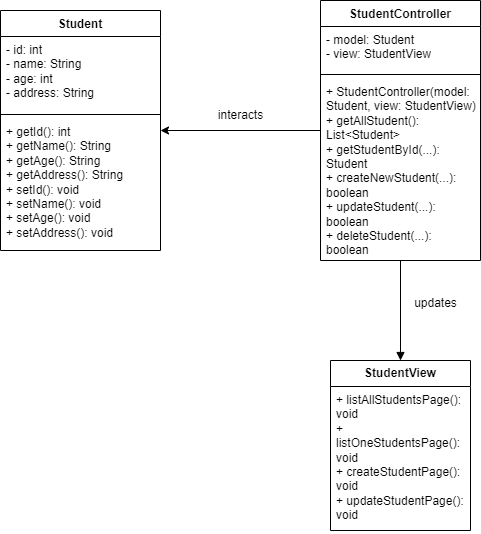 Student
- id: int
- name: String
- age: int
- address: String
+ getId(): int
+ getName(): String
+ getAge(): String
+ getAddress(): String
+ setId(): void
+ setName(): void
+ setAge(): void
+ setAddress(): void
interacts
StudentController
- model: Student
- view: StudentView
+ StudentController(model:
Student, view: StudentView)
+ getAllStudent():
List<Student>
+ getStudentById(...):
Student
+ createNewStudent(...):
boolean
+ updateStudent(...):
boolean
+ deleteStudent(...):
boolean
updates
StudentView
+ listAllStudentsPage():
void
+
listOneStudentsPage():
void
+ createStudentPage():
void
+ updateStudentPage():
void